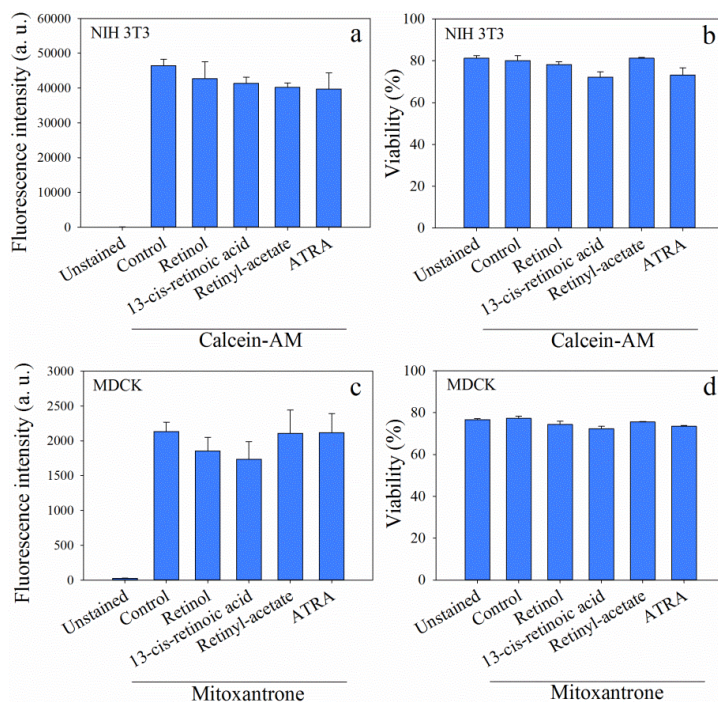 NIH 3T3
a
Fluorescence intensity (a. u.)
60000
50000
40000
30000
20000
10000
0
Unstained
Control
Retinol
13-cis-retinoic acid
Retinyl-acetate
ATRA
Calcein-AM
NIH 3T3
b
Viability (%)
100
80
60
40
20
0
Unstained
Control
Retinol
13-cis-retinoic acid
Retinyl-acetate
ATRA
Calcein-AM
MDCK
c
Fluorescence intensity (a. u.)
3000
2500
2000
1500
1000
500
0
Unstained
Control
Retinol
13-cis-retinoic acid
Retinyl-acetate
ATRA
Mitoxantrone
MDCK
d
Viability (%)
100
80
60
40
20
0
Unstained
Control
Retinol
13-cis-retinoic acid
Retinyl-acetate
ATRA
Mitoxantrone